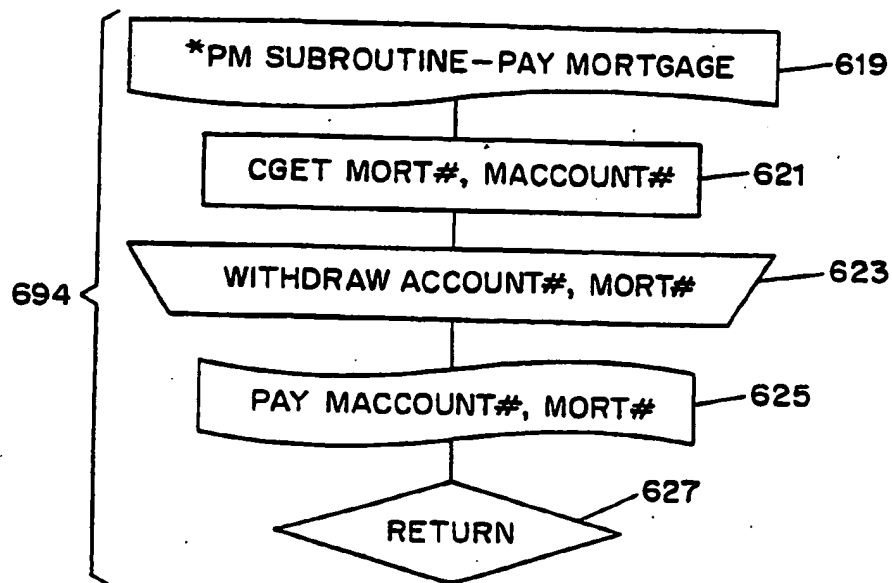 *PM SUBROUTINE-PAY MORTGAGE
619
CGET MORT#, MACCOUNT#
621
WITHDRAW ACCOUNT#, MORT#
623
694
PAY MACCOUNT#, MORT#
625
627
RETURN